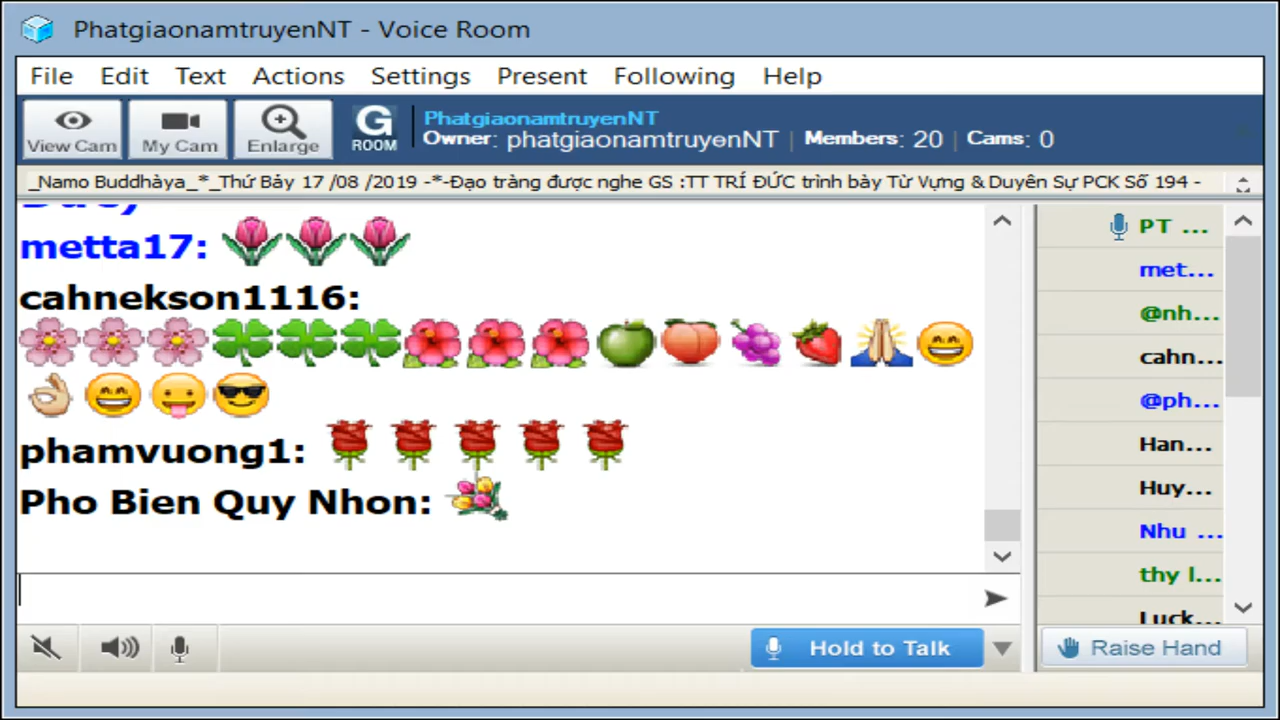 PhatgiaonamtruyenNT - Voice Room
File Edit Text Actions Settings Present Following Help
View Cam My Cam Enlarge G ROOM
PhatgiaonamtruyenNT
Owner: phatgiaonamtruyenNT | Members: 20 | Cams: 0
_Namo Buddhàya_*_Thứ Bảy 17 /08 /2019 -*-Đạo tràng được nghe GS :TT TRÍ ĐỨC trình bày Từ Vựng & Duyên Sự PCK Số 194 -
metta17:
cahnekson1116:
phamvuong1:
Pho Bien Quy Nhon:
PT ...
met...
@nh...
cahn...
@ph...
Han...
Huy...
Nhu ...
thy l...
Luck...
Hold to Talk
Raise Hand